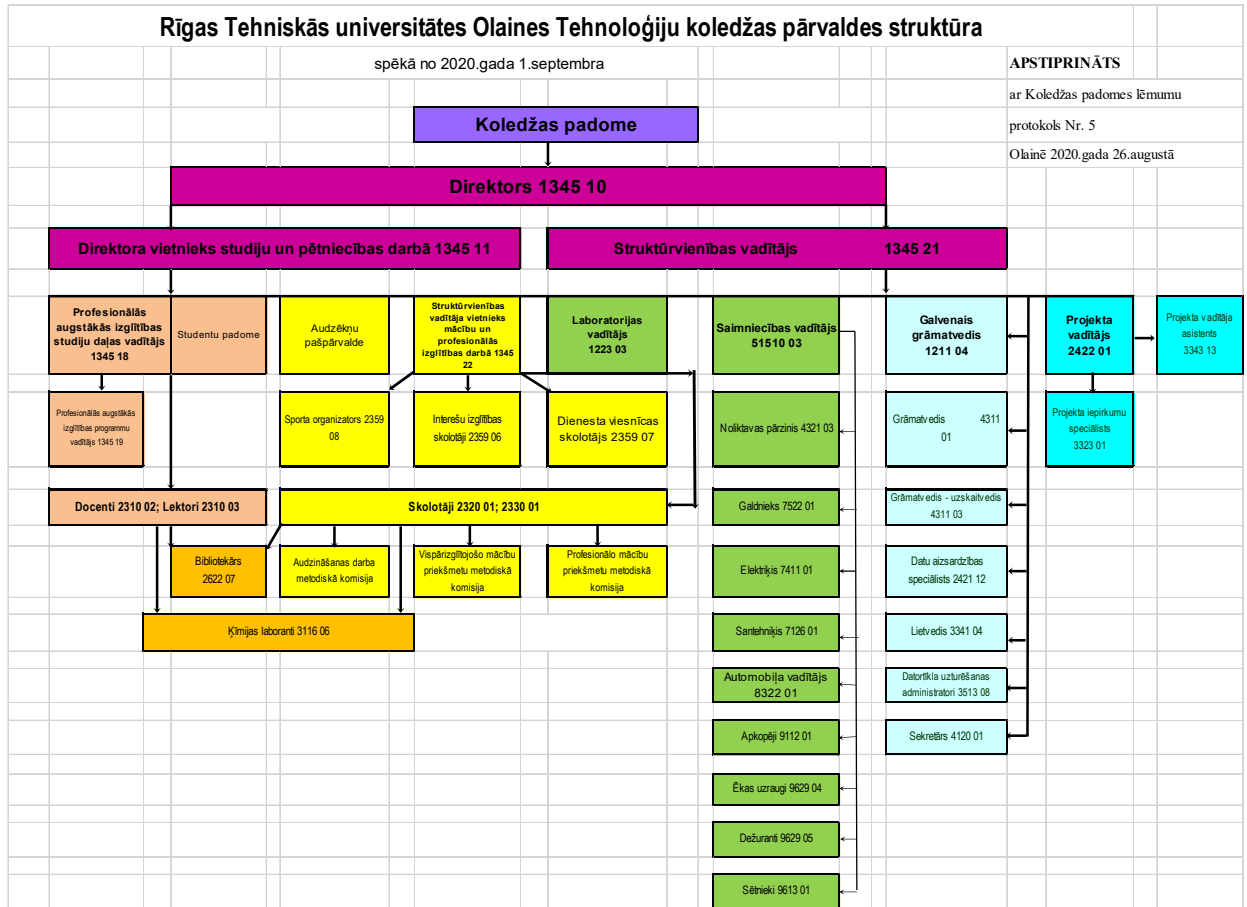 Rīgas Tehniskās universitātes Olaines Tehnoloģiju koledžas pārvaldes struktūra
spēkā no 2020.gada 1.septembra
APSTIPRINĀTS
ar Koledžas padomes lēmumu
protokols Nr. 5
Olainē 2020.gada 26.augustā
Koledžas padome
Direktors 1345 10
Direktora vietnieks studiju un pētniecības darbā 1345 11
Struktūrvienības vadītājs 1345 21
Profesionālās
augstākās izglītības
studiju daļas vadītājs
1345 18
Studentu padome
Audzēkņu
pašpārvalde
Struktūrvienības
vadītāja vietnieks
mācību un
profesionālās
izglītības darbā 1345
22
Laboratorijas
vadītājs
1223 03
Saimniecības vadītājs
51510 03
Galvenais
grāmatvedis
1211 04
Projekta
vadītājs
2422 01
Projekta vadītāja
asistents
3343 13
Profesionālās augstākās
izglītības programmu
vadītājs 1345 19
Sporta organizators 2359
08
Interešu izglītības
skolotāji 2359 06
Dienesta viesnīcas
skolotājs 2359 07
Noliktavas pārzinis 4321 03
Grāmatvedis 4311
01
Projekta iepirkumu
speciālists
3323 01
Docenti 2310 02; Lektori 2310 03
Skolotāji 2320 01; 2330 01
Galdnieks 7522 01
Grāmatvedis - uzskaitvedis
4311 03
Bibliotekārs
2622 07
Audzināšanas darba
metodiskā komisija
Vispārizglītojošo mācību
priekšmetu metodiskā
komisija
Profesionālo mācību
priekšmetu metodiskā
komisija
Elektriķis 7411 01
Datu aizsardzības
speciālists 2421 12
Ķīmijas laboranti 3116 06
Santehniķis 7126 01
Lietvedis 3341 04
Automobiļa vadītājs
8322 01
Datortīkla uzturēšanas
administratori 3513 08
Apkopēji 9112 01
Sekretārs 4120 01
Ēkas uzraugi 9629 04
Dežuranti 9629 05
Sētnieki 9613 01